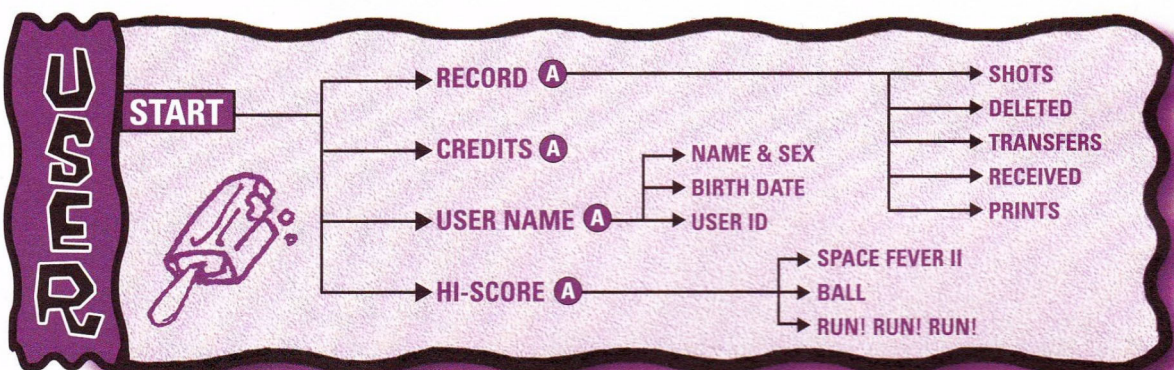 USER
START
RECORD A
SHOTS
DELETED
TRANSFERS
RECEIVED
PRINTS
CREDITS A
USER NAME A
NAME & SEX
BIRTH DATE
USER ID
HI-SCORE A
SPACE FEVER II
BALL
RUN! RUN! RUN!